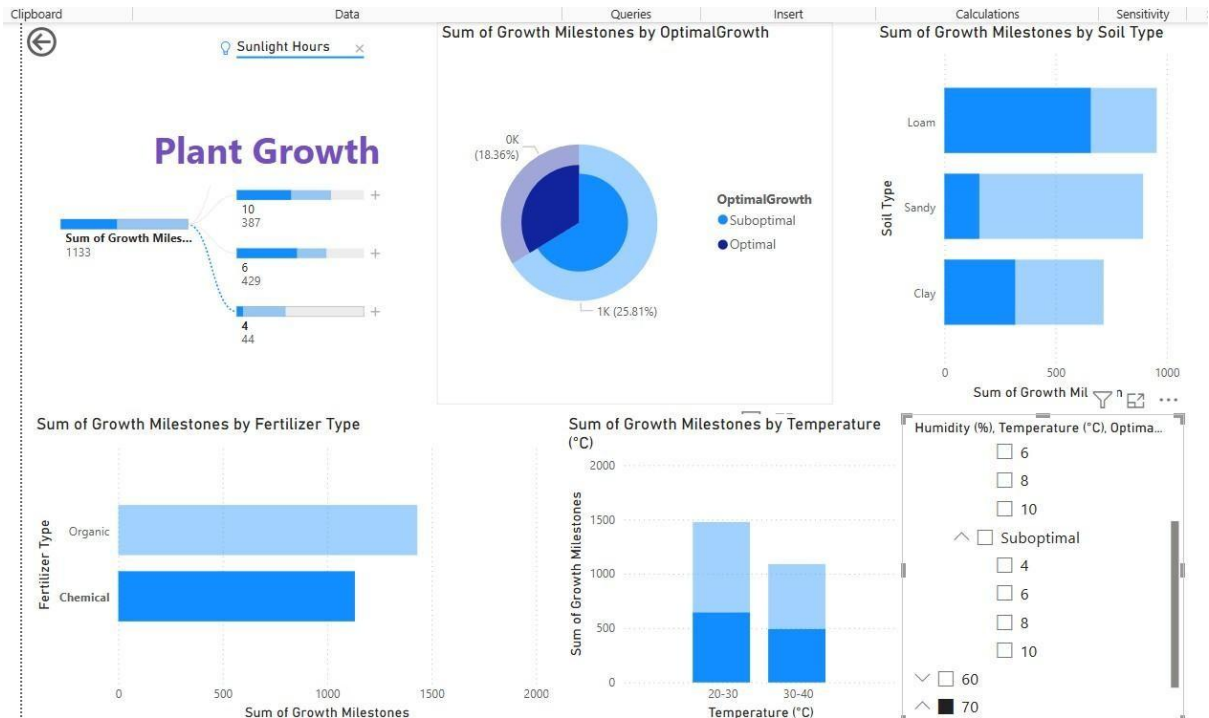 Clipboard
Data
Queries
Insert
Calculations
Sensitivity
Sunlight Hours
Plant Growth
Sum of Growth Miles...
1133
10
387
6
429
4
44
Sum of Growth Milestones by OptimalGrowth
0K
(18.36%)
1K (25.81%)
OptimalGrowth
Suboptimal
Optimal
Sum of Growth Milestones by Soil Type
Soil Type
Loam
Sandy
Clay
0
500
1000
Sum of Growth Mil
Sum of Growth Milestones by Fertilizer Type
Fertilizer Type
Organic
Chemical
0
500
1000
1500
2000
Sum of Growth Milestones
Sum of Growth Milestones by Temperature
(°C)
Sum of Growth Milestones
2000
1500
1000
500
0
20-30
30-40
Temperature (°C)
Humidity (%), Temperature (°C), Optima...
6
8
10
Suboptimal
4
6
8
10
60
70